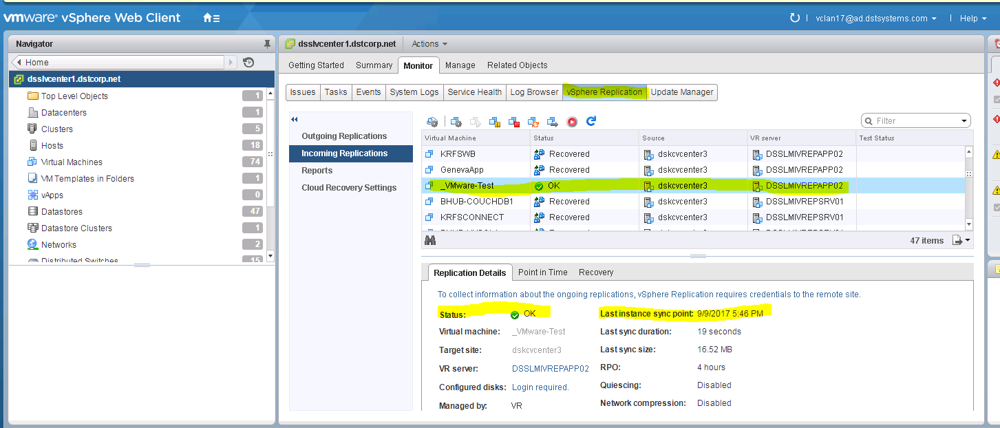 vmware® vSphere Web Client
vclan17@ad.dstsystems.com | Help
Navigator
Home
dsslvcenter1.dstcorp.net
Top Level Objects 1
Datacenters 1
Clusters 5
Hosts 18
Virtual Machines 74
VM Templates in Folders 1
vApps 0
Datastores 47
Datastore Clusters 1
Networks 2
Distributed Switches 15
dsslvcenter1.dstcorp.net Actions
Getting Started Summary Monitor Manage Related Objects
Issues Tasks Events System Logs Service Health Log Browser vSphere Replication Update Manager
Outgoing Replications
Incoming Replications
Reports
Cloud Recovery Settings
Filter
Virtual Machine Status Source VR server Test Status
KRFSWB Recovered dskcvcenter3 DSSLMIVREPAPP02
GenevaApp Recovered dskcvcenter3 DSSLMIVREPAPP02
_VMware-Test OK dskcvcenter3 DSSLMIVREPAPP02
BHUB-COUCHDB1 Recovered dskcvcenter3 DSSLMIVREPSRV01
KRFSCONNECT Recovered dskcvcenter3 DSSLMIVREPSRV01
47 items
Replication Details Point in Time Recovery
To collect information about the ongoing replications, vSphere Replication requires credentials to the remote site.
Status: OK
Virtual machine: _VMware-Test
Target site: dskcvcenter3
VR server: DSSLMIVREPAPP02
Configured disks: Login required.
Managed by: VR
Last instance sync point: 9/9/2017 5:46 PM
Last sync duration: 19 seconds
Last sync size: 16.52 MB
RPO: 4 hours
Quiescing: Disabled
Network compression: Disabled